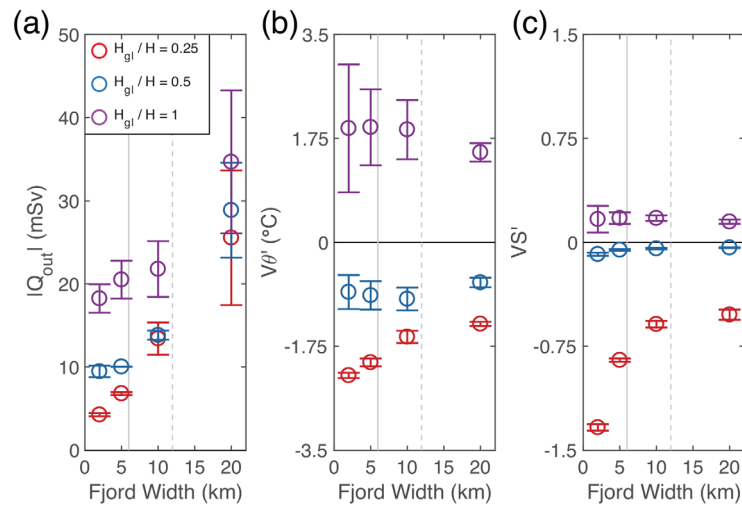 (a)
(b)
(c)
H_gl / H = 0.25
H_gl / H = 0.5
H_gl / H = 1
|Q_out| (mSv)
50
40
30
20
10
0
0 5 10 15 20
Fjord Width (km)
Vθ' (°C)
3.5
1.75
0
-1.75
-3.5
0 5 10 15 20
Fjord Width (km)
VS'
1.5
0.75
0
-0.75
-1.5
0 5 10 15 20
Fjord Width (km)